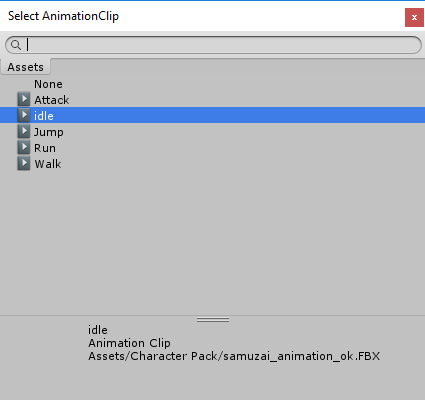 Select AnimationClip
x
Assets
None
Attack
idle
Jump
Run
Walk
idle
Animation Clip
Assets/Character Pack/samuzai_animation_ok.FBX